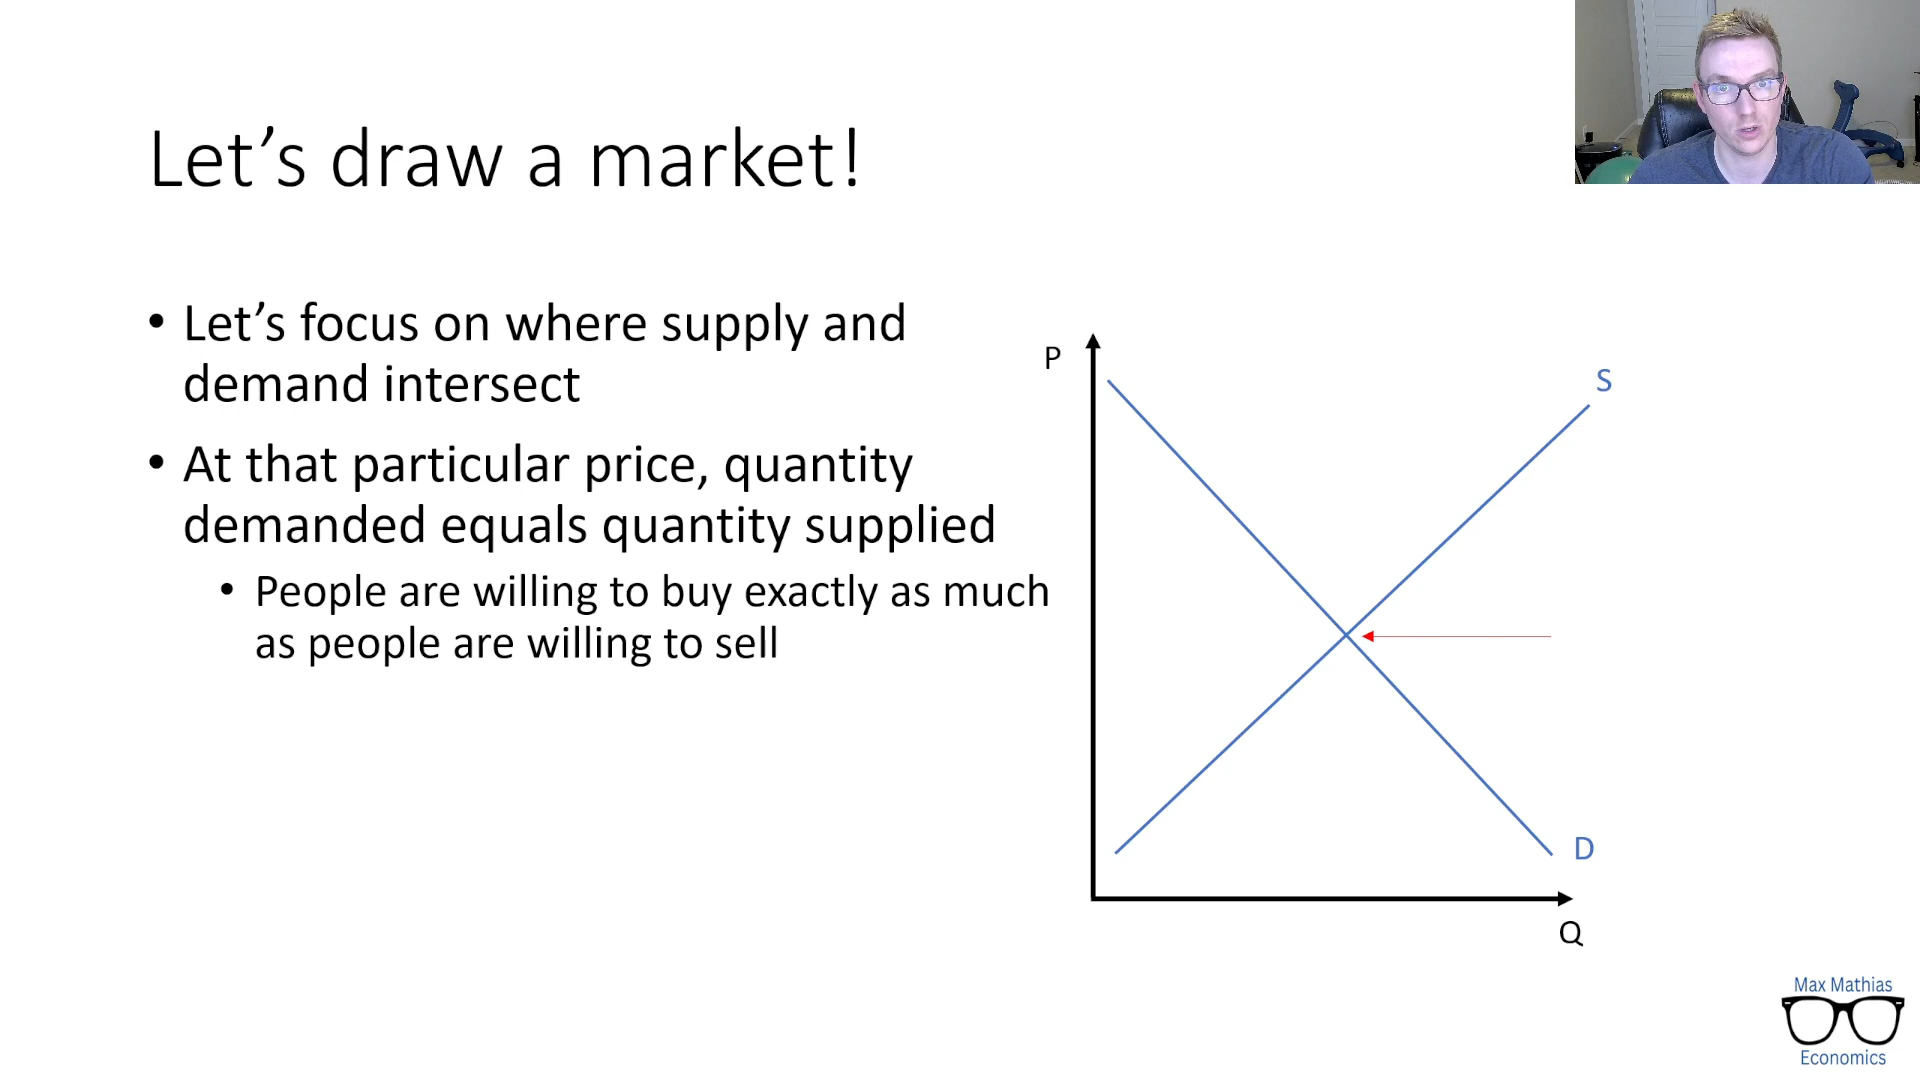 Let’s draw a market!
• Let’s focus on where supply and
demand intersect
• At that particular price, quantity
demanded equals quantity supplied
• People are willing to buy exactly as much
as people are willing to sell
P
S
D
Q
Max Mathias
Economics